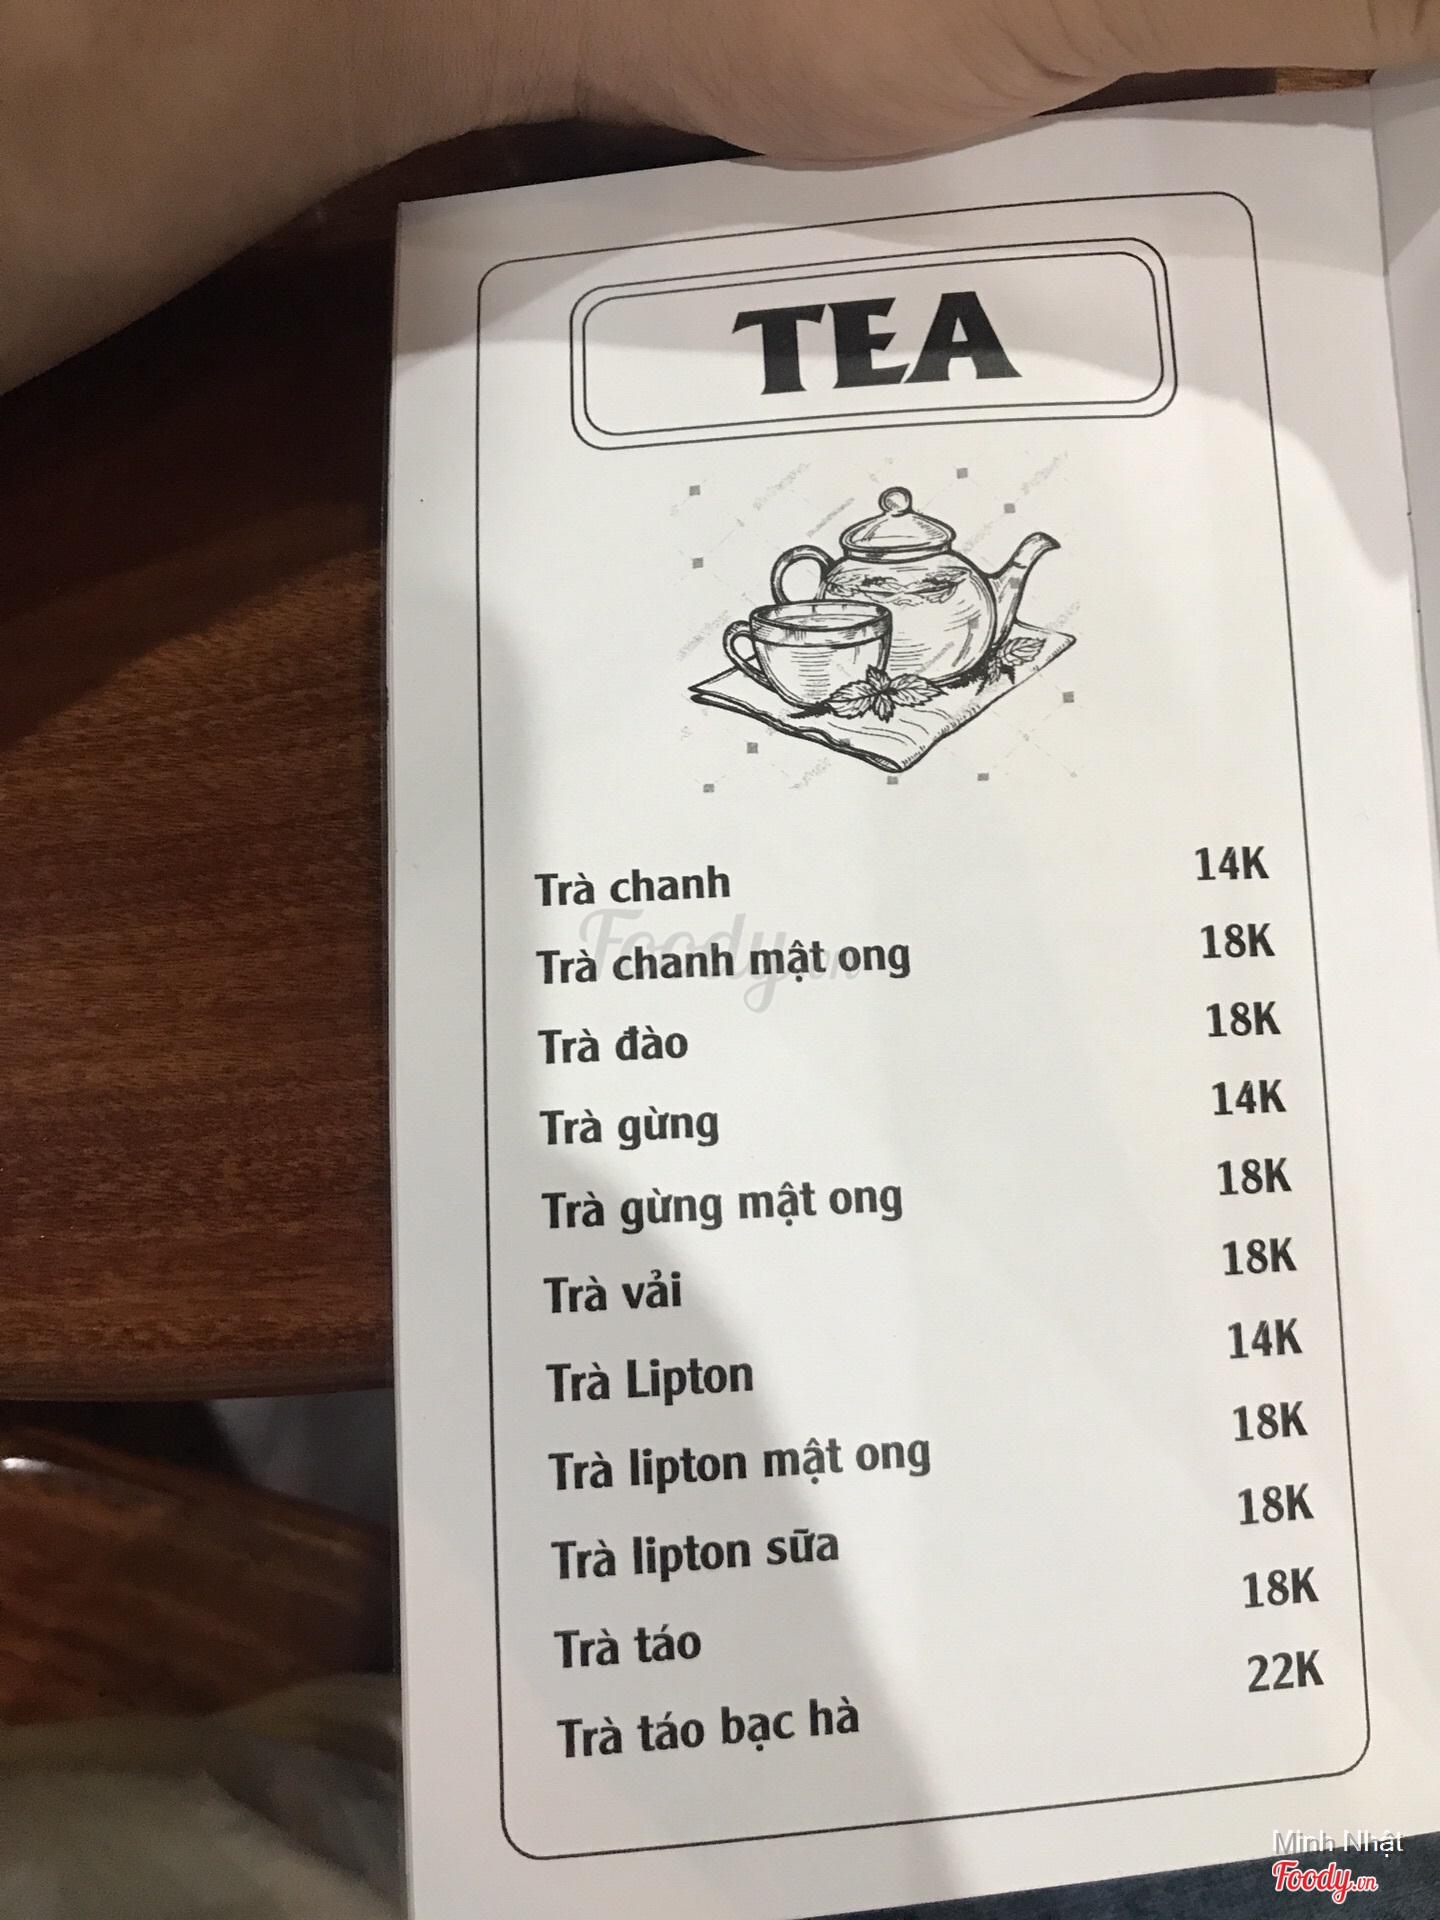 TEA
Trà chanh 14K
Trà chanh mật ong 18K
Trà đào 18K
Trà gừng 14K
Trà gừng mật ong 18K
Trà vải 18K
Trà Lipton 14K
Trà lipton mật ong 18K
Trà lipton sữa 18K
Trà táo 18K
Trà táo bạc hà 22K
Foody.vn
Minh Nhật
Foody.vn